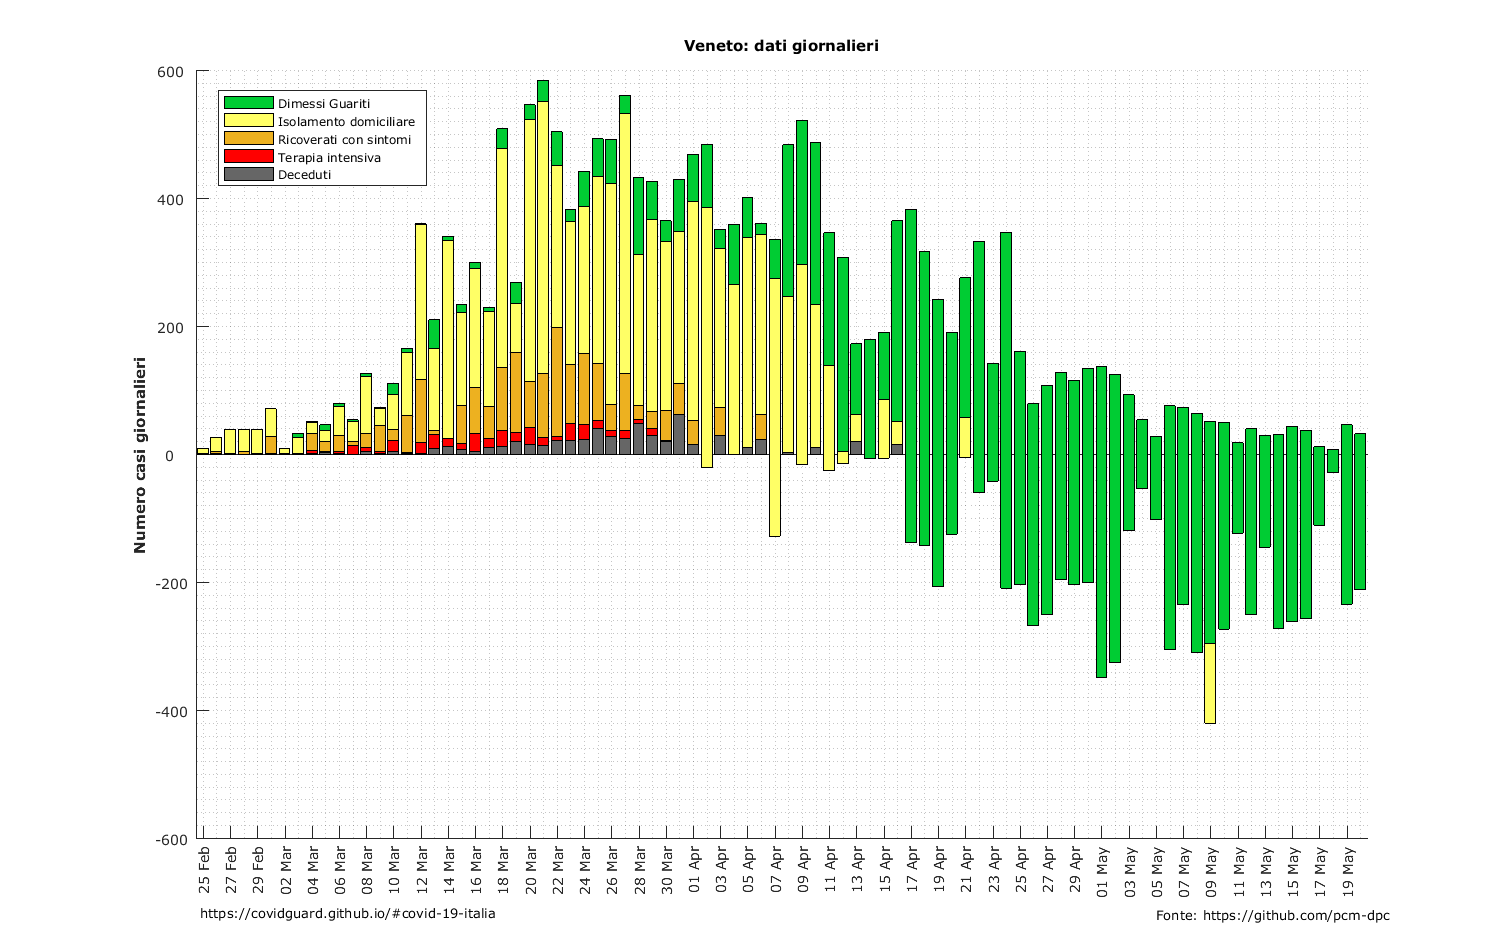 Veneto: dati giornalieri
Numero casi giornalieri
600
400
200
0
-200
-400
-600
Dimessi Guariti
Isolamento domiciliare
Ricoverati con sintomi
Terapia intensiva
Deceduti
25 Feb
27 Feb
29 Feb
02 Mar
04 Mar
06 Mar
08 Mar
10 Mar
12 Mar
14 Mar
16 Mar
18 Mar
20 Mar
22 Mar
24 Mar
26 Mar
28 Mar
30 Mar
01 Apr
03 Apr
05 Apr
07 Apr
09 Apr
11 Apr
13 Apr
15 Apr
17 Apr
19 Apr
21 Apr
23 Apr
25 Apr
27 Apr
29 Apr
01 May
03 May
05 May
07 May
09 May
11 May
13 May
15 May
17 May
19 May
https://covidguard.github.io/#covid-19-italia
Fonte: https://github.com/pcm-dpc